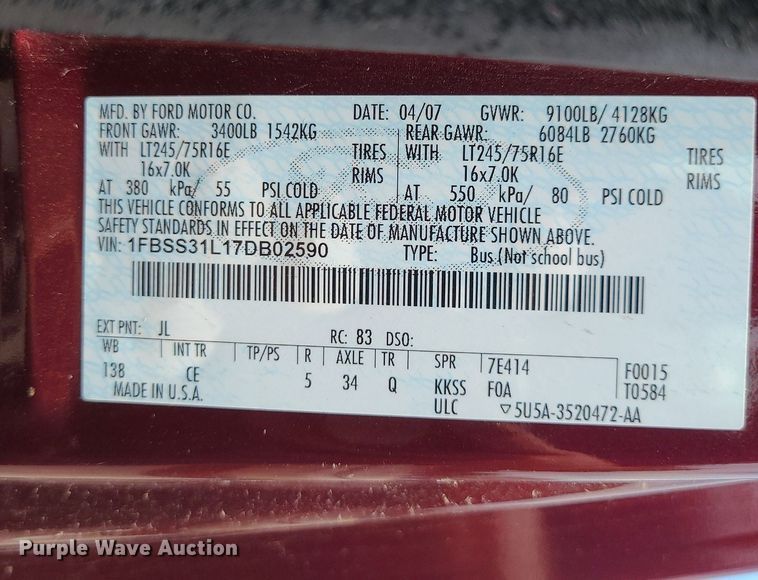 MFD. BY FORD MOTOR CO. DATE: 04/07 GVWR: 9100LB/ 4128KG
FRONT GAWR: 3400LB 1542KG REAR GAWR: 6084LB 2760KG
WITH LT245/75R16E TIRES WITH LT245/75R16E TIRES
16x7.0K RIMS 16x7.0K RIMS
AT 380 kPa/ 55 PSI COLD AT 550 kPa/ 80 PSI COLD
THIS VEHICLE CONFORMS TO ALL APPLICABLE FEDERAL MOTOR VEHICLE
SAFETY STANDARDS IN EFFECT ON THE DATE OF MANUFACTURE SHOWN ABOVE.
VIN: 1FBSS31L17DB02590 TYPE: Bus (Not school bus)
EXT PNT: JL RC: 83 DSO:
WB INT TR TP/PS R AXLE TR SPR 7E414 F0015
138 CE 5 34 Q KKSS F0A T0584
MADE IN U.S.A. ULC ▽5U5A-3520472-AA
Purple Wave Auction